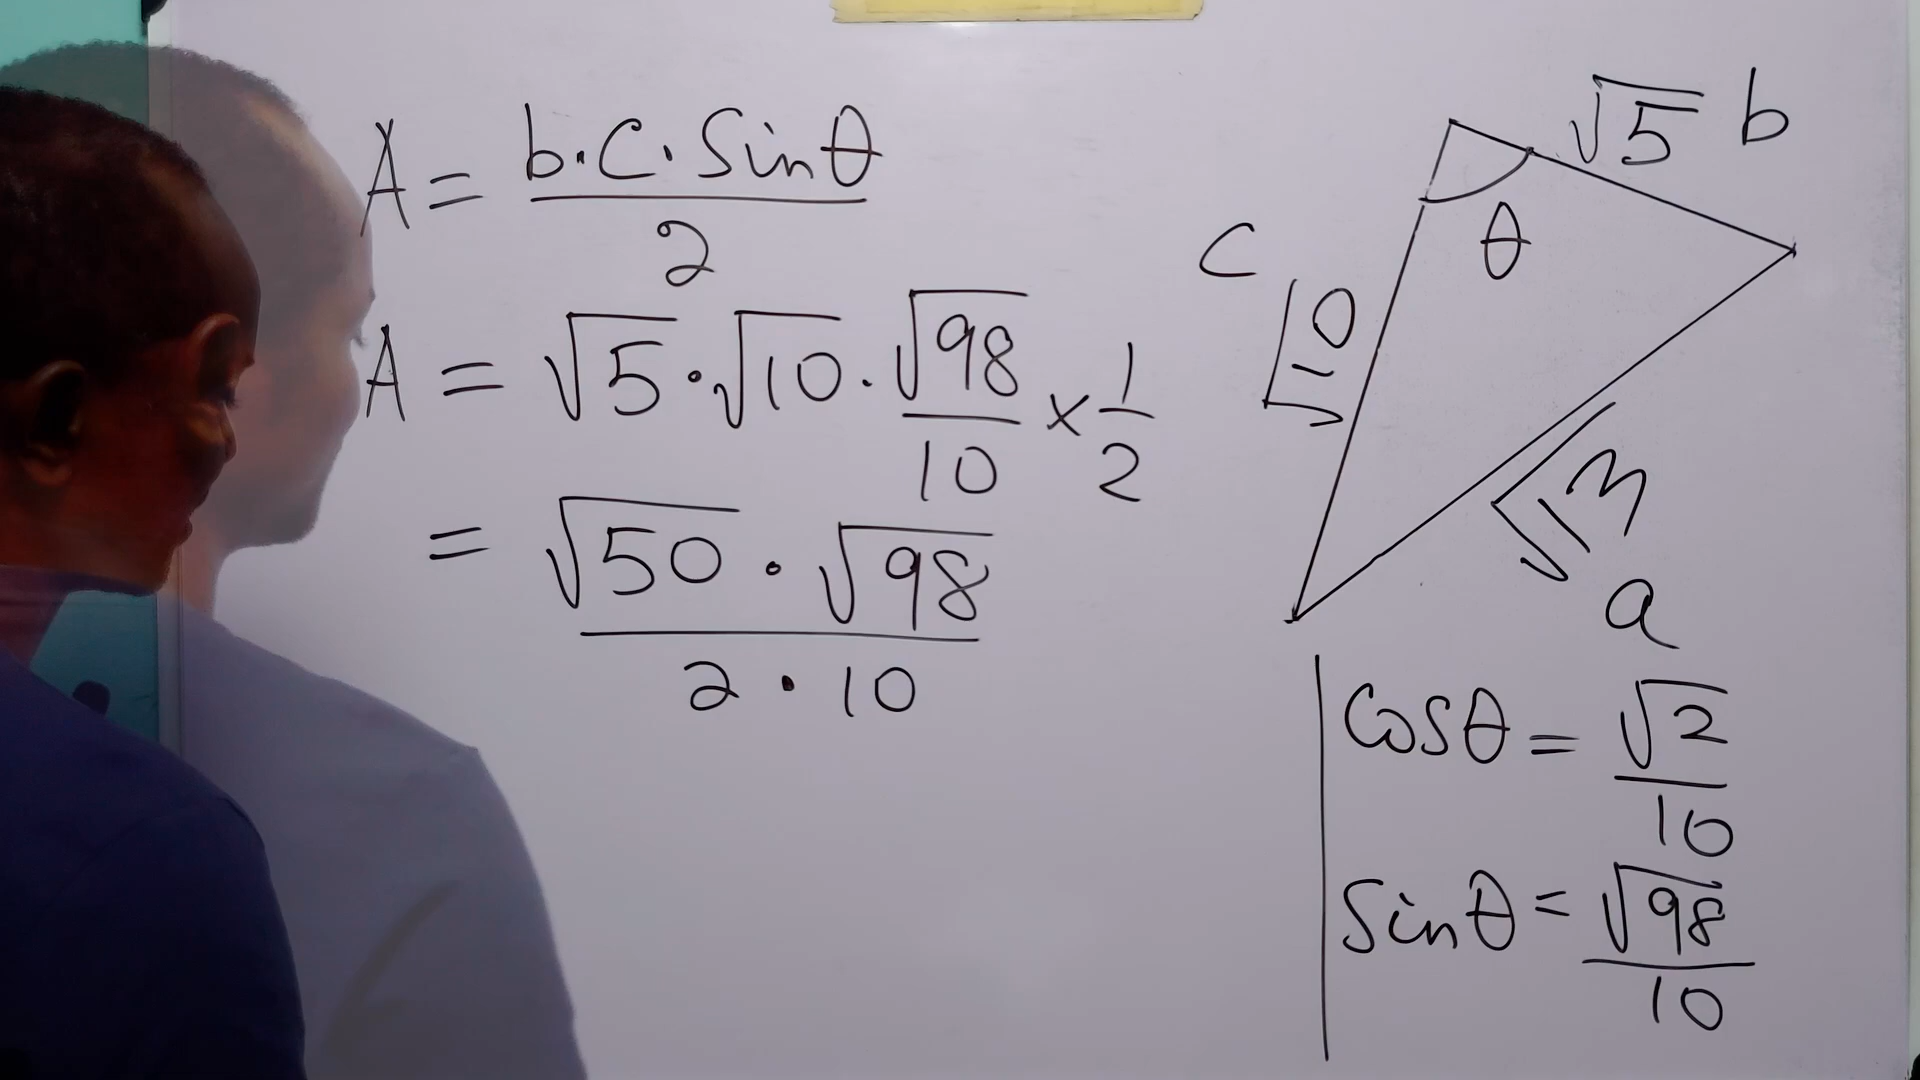 A = b·c·sinθ / 2
A = √5·√10·√98/10 × 1/2
= √50·√98 / 2·10
√5 b
c √10
θ
√13
a
cosθ = √2/10
sinθ = √98/10